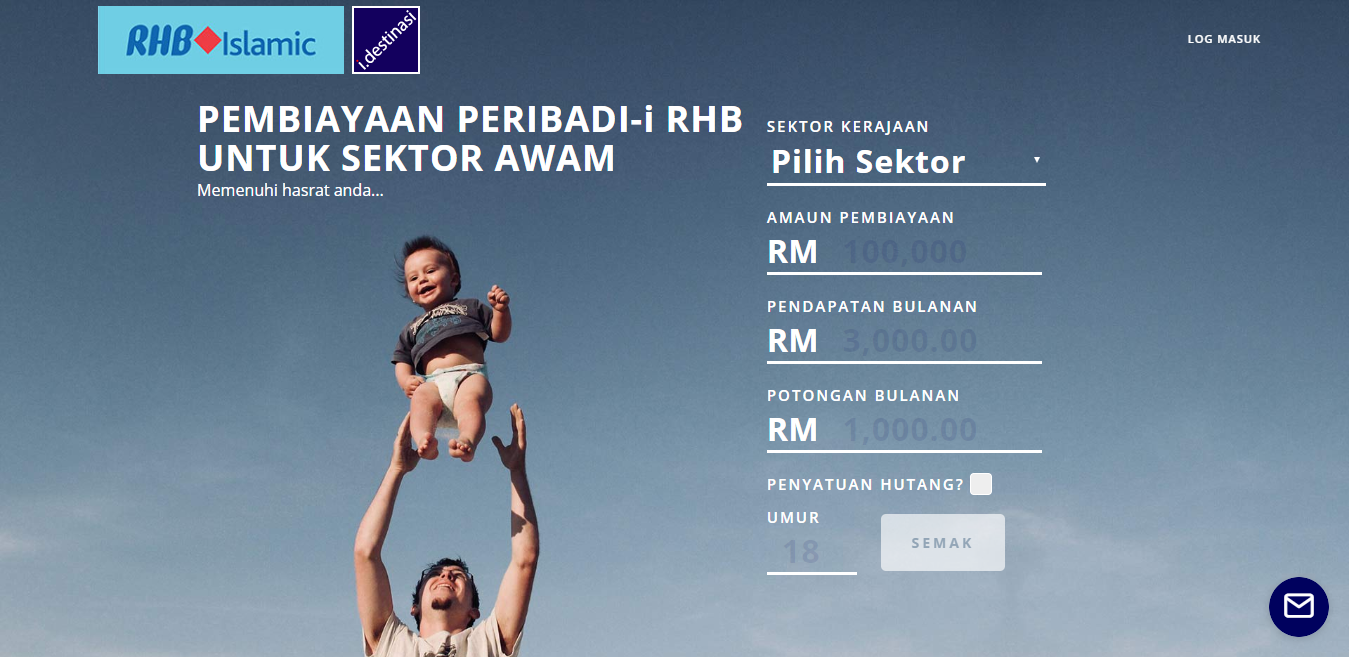 RHB Islamic
i.destinasi
LOG MASUK
PEMBIAYAAN PERIBADI-i RHB
UNTUK SEKTOR AWAM
Memenuhi hasrat anda...
SEKTOR KERAJAAN
Pilih Sektor
AMAUN PEMBIAYAAN
RM 100,000
PENDAPATAN BULANAN
RM 3,000.00
POTONGAN BULANAN
RM 1,000.00
PENYATUAN HUTANG?
UMUR
18
SEMAK